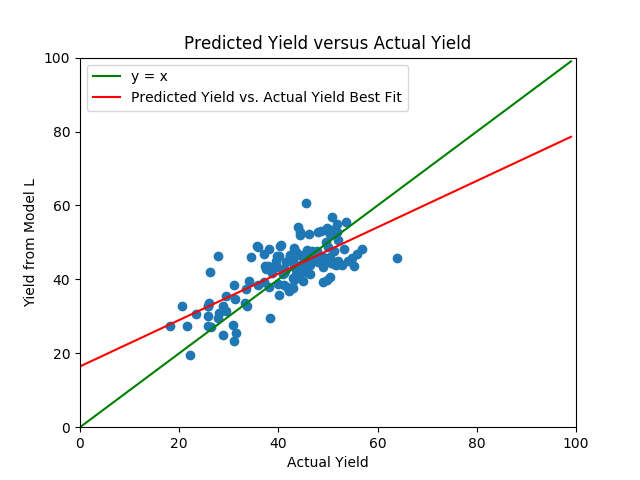 Predicted Yield versus Actual Yield
y = x
Predicted Yield vs. Actual Yield Best Fit
100
80
60
40
20
0
Yield from Model L
0 20 40 60 80 100
Actual Yield